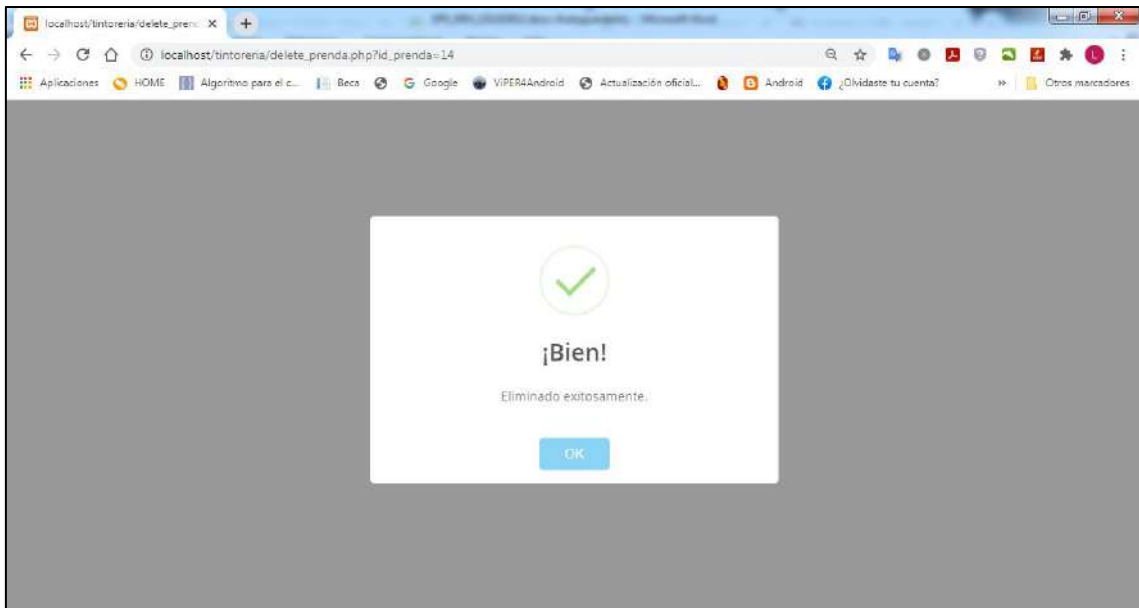 localhost/tintoreria/delete_prend
localhost/tintoreria/delete_prenda.php?id_prenda=14
Aplicaciones HOME Algoritmo para el c... Beca Google ViPER4Android Actualización oficial... Android ¿Olvidaste tu cuenta? » Otros marcadores
¡Bien!
Eliminado exitosamente.
OK